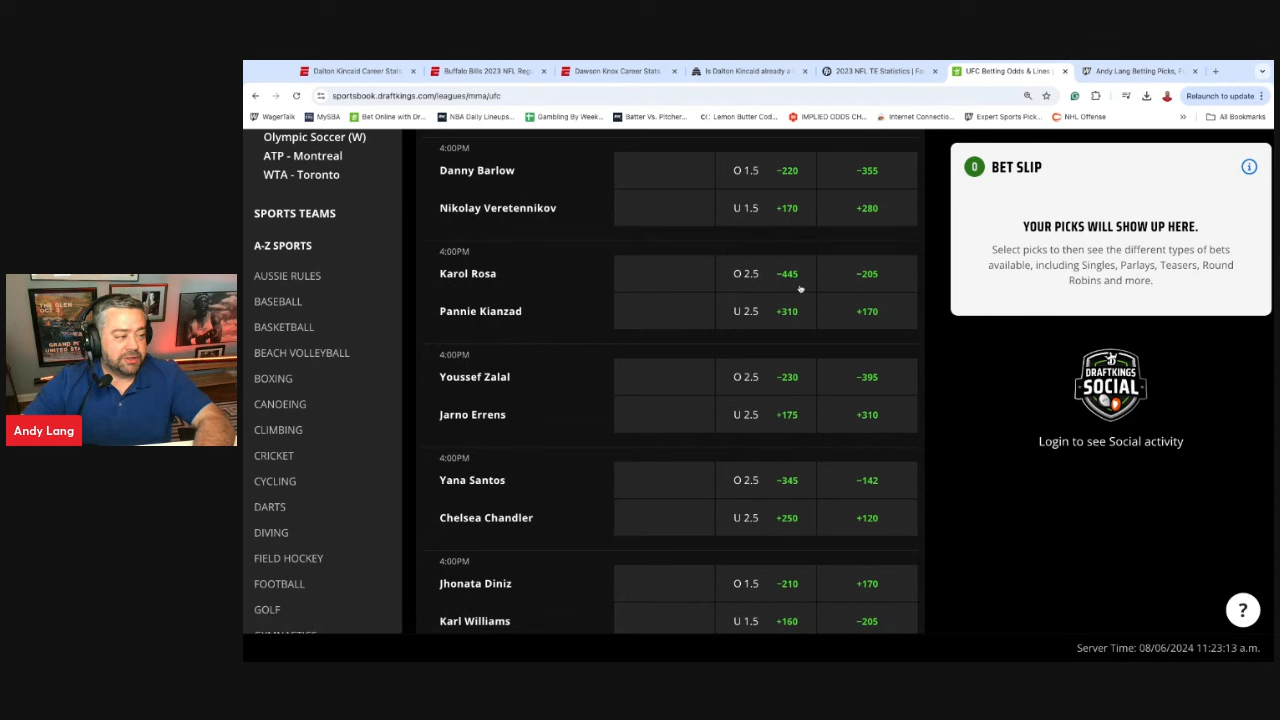 Dalton Kincaid Career Stats
Buffalo Bills 2023 NFL Reg
Dawson Knox Career Stats
Is Dalton Kincaid already a
2023 NFL TE Statistics | Fa
UFC Betting Odds & Lines |
Andy Lang Betting Picks, F
sportsbook.draftkings.com/leagues/mma/ufc
Relaunch to update
WagerTalk
MySBA
Bet Online with Dr...
NBA Daily Lineups...
Gambling By Week...
Batter Vs. Pitcher...
Lemon Butter Cod...
IMPLIED ODDS CH...
Internet Connectio...
Expert Sports Pick...
NHL Offense
All Bookmarks
Olympic Soccer (W)
ATP - Montreal
WTA - Toronto
SPORTS TEAMS
A-Z SPORTS
AUSSIE RULES
BASEBALL
BASKETBALL
BEACH VOLLEYBALL
BOXING
CANOEING
CLIMBING
CRICKET
CYCLING
DARTS
DIVING
FIELD HOCKEY
FOOTBALL
GOLF
4:00PM
Danny Barlow O 1.5 −220 −355
Nikolay Veretennikov U 1.5 +170 +280
4:00PM
Karol Rosa O 2.5 −445 −205
Pannie Kianzad U 2.5 +310 +170
4:00PM
Youssef Zalal O 2.5 −230 −395
Jarno Errens U 2.5 +175 +310
4:00PM
Yana Santos O 2.5 −345 −142
Chelsea Chandler U 2.5 +250 +120
4:00PM
Jhonata Diniz O 1.5 −210 +170
Karl Williams U 1.5 +160 −205
0 BET SLIP
YOUR PICKS WILL SHOW UP HERE.
Select picks to then see the different types of bets
available, including Singles, Parlays, Teasers, Round
Robins and more.
DRAFTKINGS
SOCIAL
Login to see Social activity
?
Server Time: 08/06/2024 11:23:13 a.m.
Andy Lang